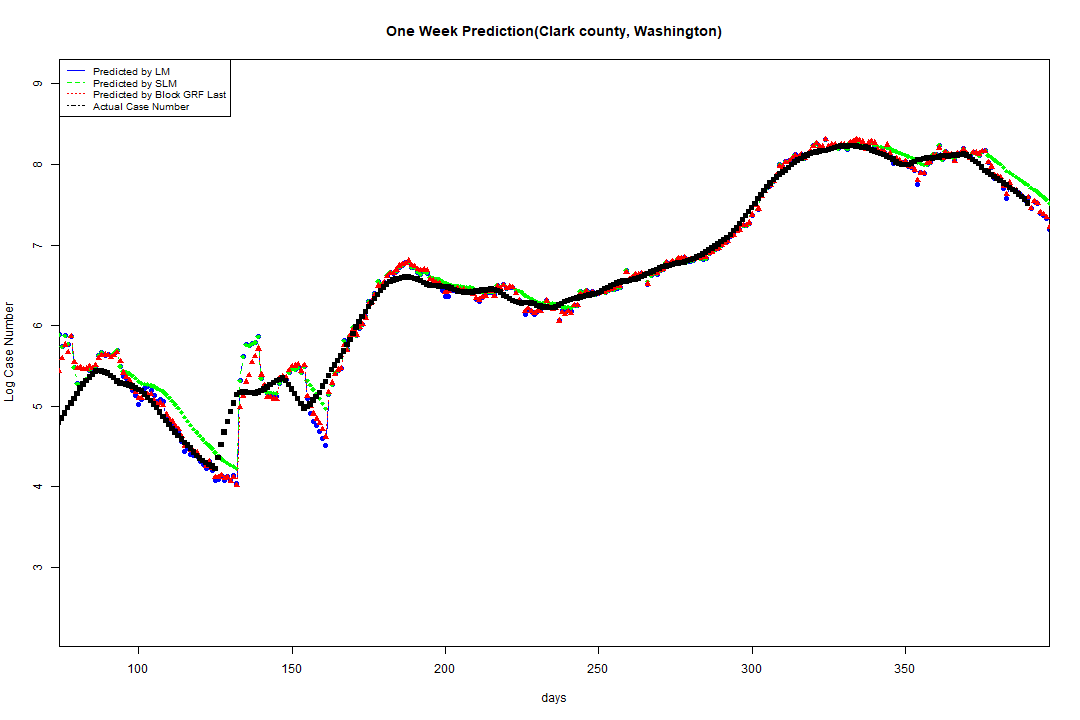 One Week Prediction(Clark county, Washington)
Predicted by LM
Predicted by SLM
Predicted by Block GRF Last
Actual Case Number
9
8
7
6
5
4
3
Log Case Number
100 150 200 250 300 350
days